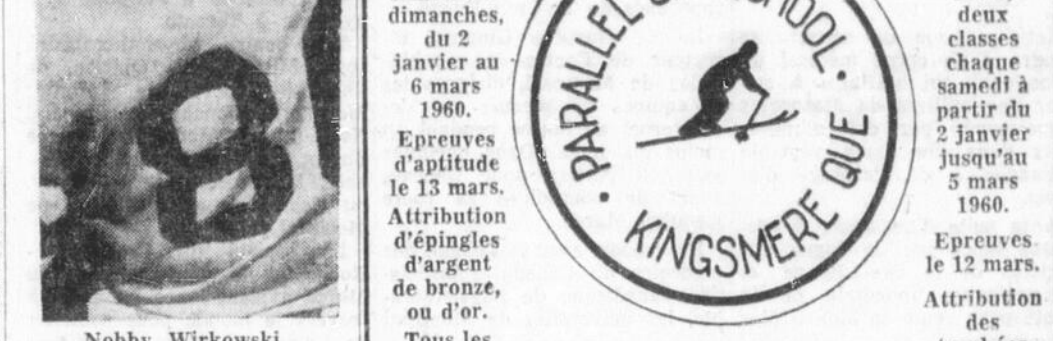 8
Nobby Wirkowski
dimanches,
du 2
janvier au
6 mars
1960.
Epreuves
d'aptitude
le 13 mars.
Attribution
d'épingles
d'argent
de bronze,
ou d'or.
Tous les
PARALLEL
KINGSMERE QUE.
deux
classes
chaque
samedi à
partir du
2 janvier
jusqu'au
5 mars
1960.
Epreuves
le 12 mars.
Attribution
des